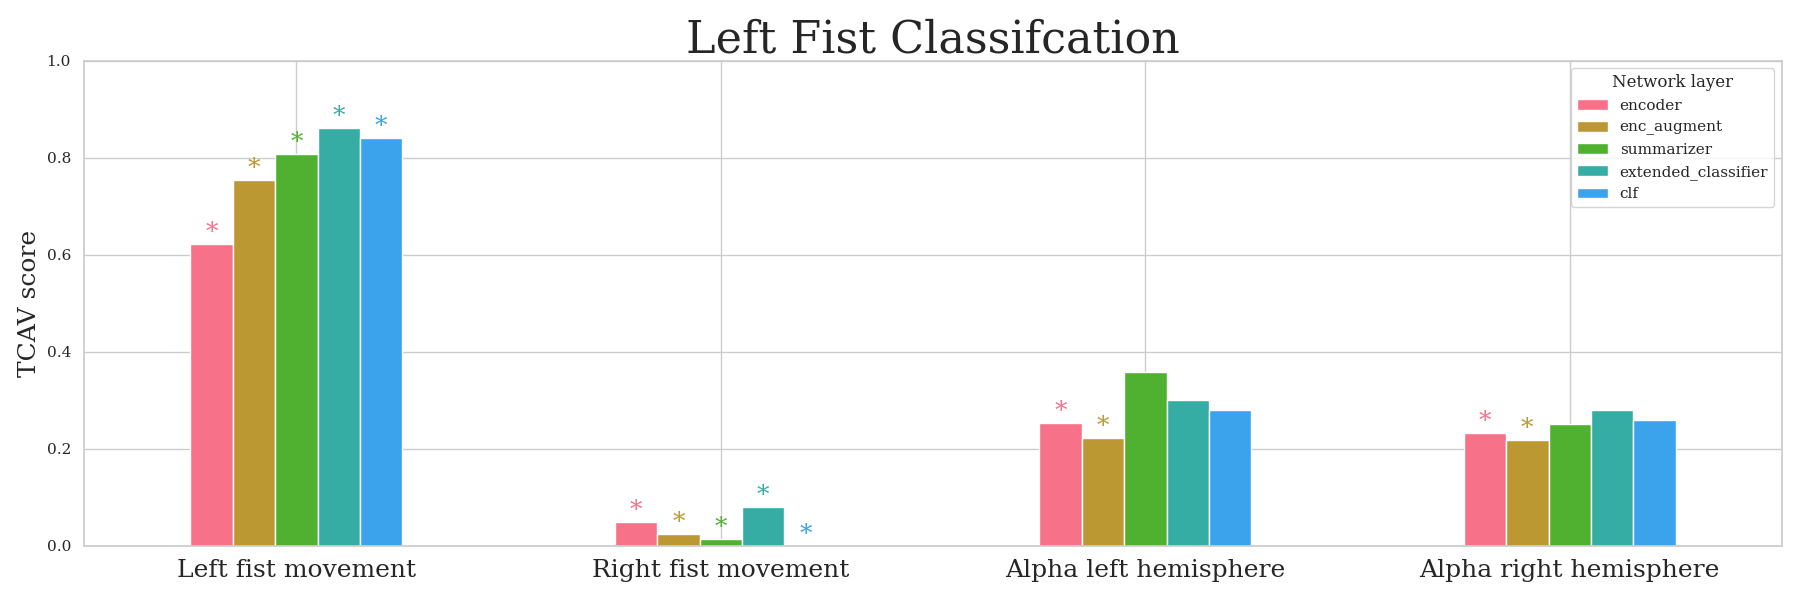 Left Fist Classifcation
TCAV score
1.0
0.8
0.6
0.4
0.2
0.0
* * * * *
* * * * *
* *
* *
Left fist movement
Right fist movement
Alpha left hemisphere
Alpha right hemisphere
Network layer
encoder
enc_augment
summarizer
extended_classifier
clf